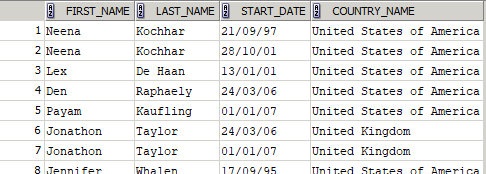 FIRST_NAME LAST_NAME START_DATE COUNTRY_NAME
1 Neena Kochhar 21/09/97 United States of America
2 Neena Kochhar 28/10/01 United States of America
3 Lex De Haan 13/01/01 United States of America
4 Den Raphaely 24/03/06 United States of America
5 Payam Kaufling 01/01/07 United States of America
6 Jonathon Taylor 24/03/06 United Kingdom
7 Jonathon Taylor 01/01/07 United Kingdom
8 Jennifer Whalen 17/09/95 United States of America